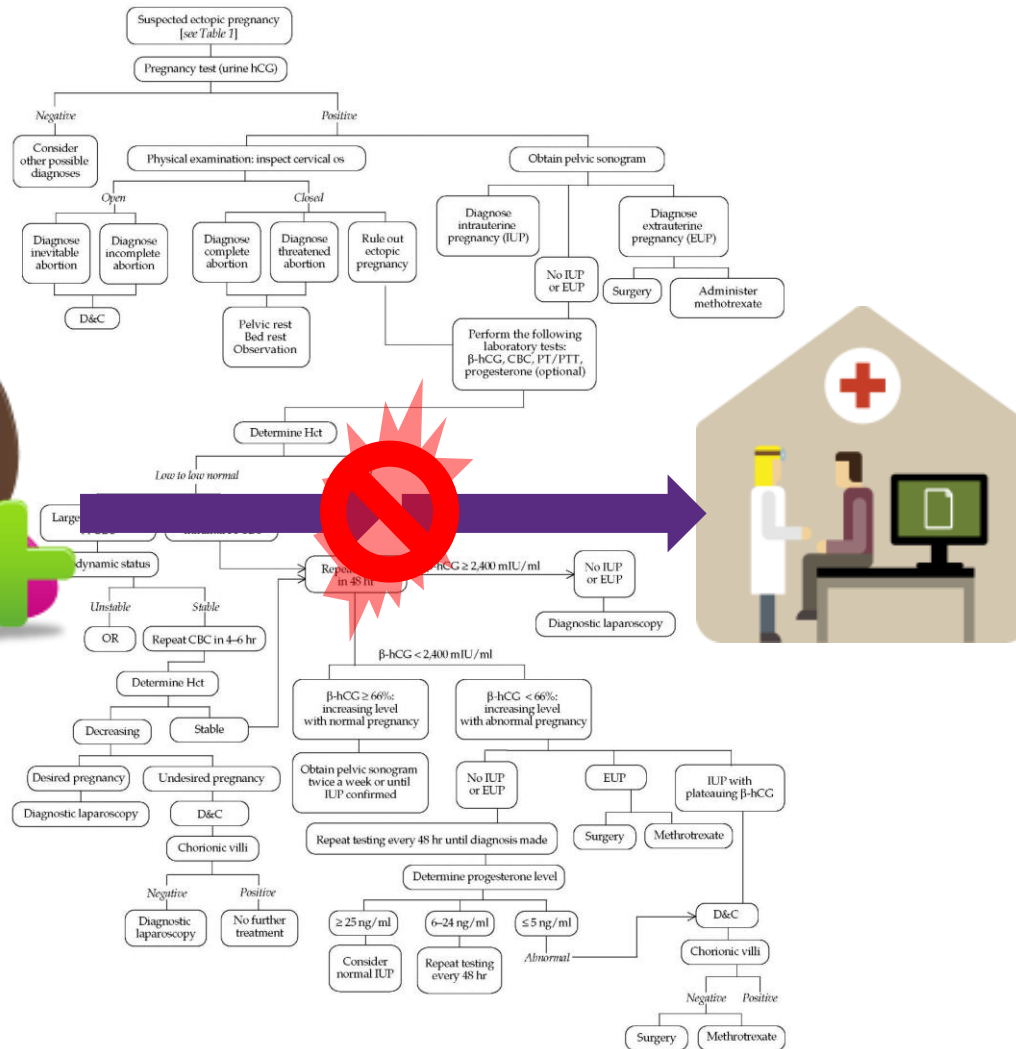 Suspected ectopic pregnancy
[see Table 1]
Pregnancy test (urine hCG)
Negative
Positive
Consider
other possible
diagnoses
Physical examination: inspect cervical os
Obtain pelvic sonogram
Open
Closed
Diagnose
inevitable
abortion
Diagnose
incomplete
abortion
Diagnose
complete
abortion
Diagnose
threatened
abortion
Rule out
ectopic
pregnancy
Diagnose
intrauterine
pregnancy (IUP)
No IUP
or EUP
Diagnose
extrauterine
pregnancy (EUP)
D&C
Pelvic rest
Bed rest
Observation
Surgery
Administer
methotrexate
Perform the following
laboratory tests:
β-hCG, CBC, PT/PTT,
progesterone (optional)
Determine Hct
Low to low normal
dynamic status
in 48 hr
-hCG ≥ 2,400 mIU/ml
No IUP
or EUP
Diagnostic laparoscopy
Unstable
Stable
OR
Repeat CBC in 4–6 hr
β-hCG < 2,400 mIU/ml
Determine Hct
Decreasing
Stable
β-hCG ≥ 66%:
increasing level
with normal pregnancy
β-hCG < 66%:
increasing level
with abnormal pregnancy
Desired pregnancy
Undesired pregnancy
Diagnostic laparoscopy
D&C
Chorionic villi
Negative
Positive
Diagnostic
laparoscopy
No further
treatment
Obtain pelvic sonogram
twice a week or until
IUP confirmed
No IUP
or EUP
EUP
IUP with
plateauing β-hCG
Surgery
Methrotrexate
Repeat testing every 48 hr until diagnosis made
Determine progesterone level
≥ 25 ng/ml
6–24 ng/ml
≤ 5 ng/ml
Consider
normal IUP
Repeat testing
every 48 hr
Abnormal
D&C
Chorionic villi
Negative
Positive
Surgery
Methrotrexate